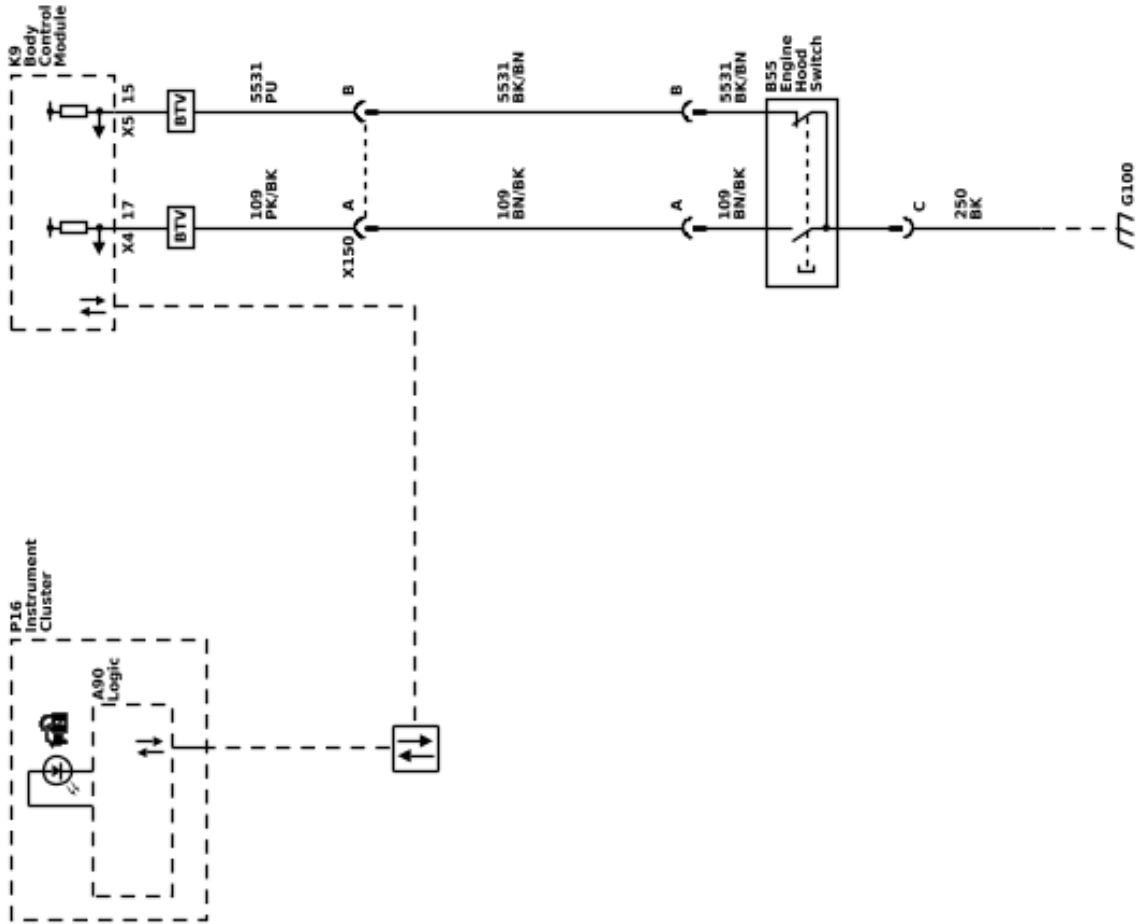 K9
Body
Control
Module
X5 15
BTV
5531
PU
B
5531
BK/BN
B
5531
BK/BN
B55
Engine
Hood
Switch
X4 17
BTV
109
PK/BK
X150 A
109
BN/BK
A
109
BN/BK
C
250
BK
G100
P16
Instrument
Cluster
A90
Logic